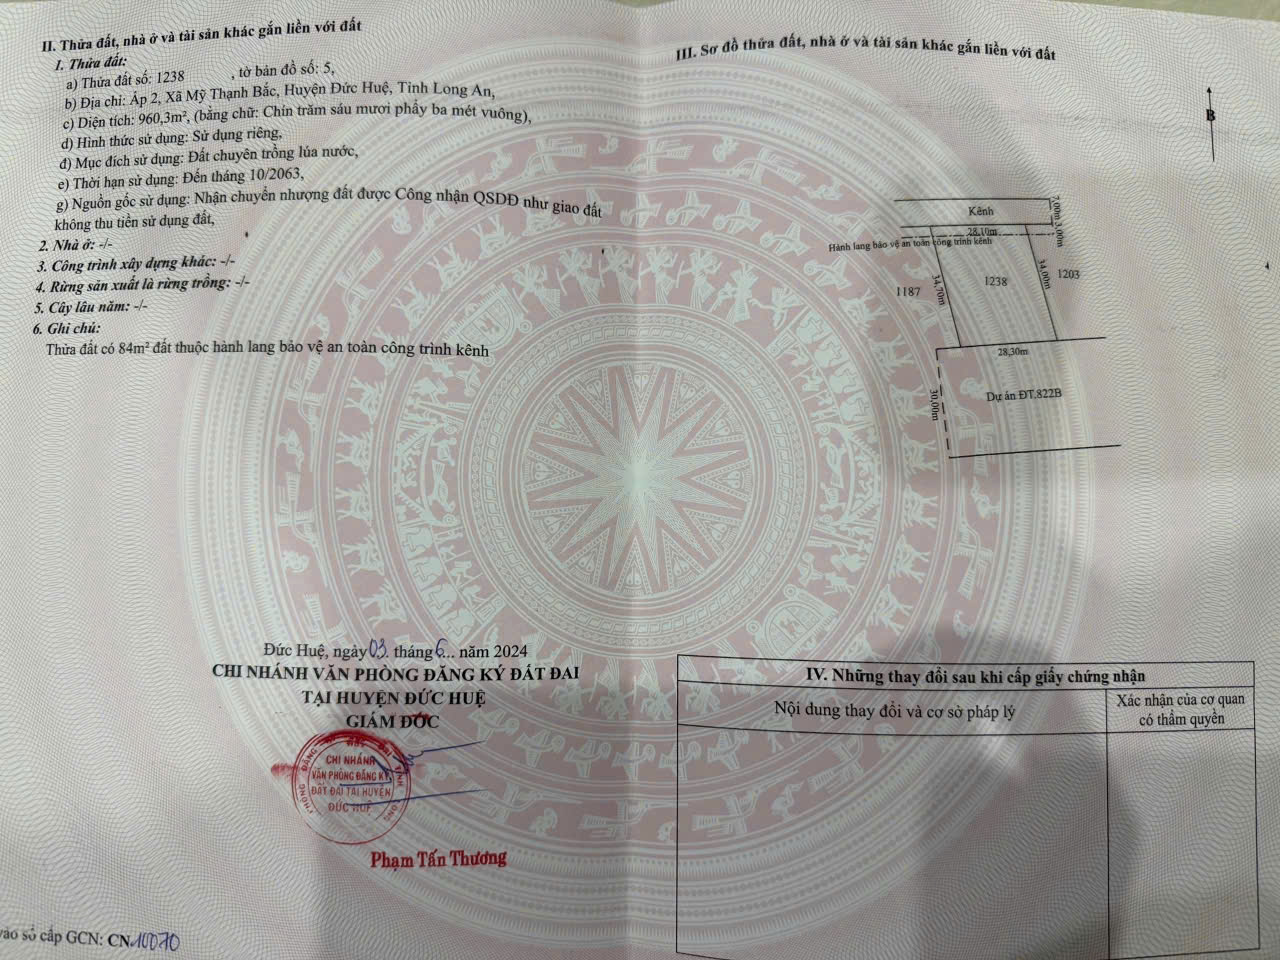 II. Thửa đất, nhà ở và tài sản khác gắn liền với đất
1. Thửa đất:
a) Thửa đất số: 1238 , tờ bản đồ số: 5,
b) Địa chỉ: Ấp 2, Xã Mỹ Thạnh Bắc, Huyện Đức Huệ, Tỉnh Long An,
c) Diện tích: 960,3m², (bằng chữ: Chín trăm sáu mươi phẩy ba mét vuông),
d) Hình thức sử dụng: Sử dụng riêng,
đ) Mục đích sử dụng: Đất chuyên trồng lúa nước,
e) Thời hạn sử dụng: Đến tháng 10/2063,
g) Nguồn gốc sử dụng: Nhận chuyển nhượng đất được Công nhận QSDĐ như giao đất
không thu tiền sử dụng đất,
2. Nhà ở: -/-
3. Công trình xây dựng khác: -/-
4. Rừng sản xuất là rừng trồng: -/-
5. Cây lâu năm: -/-
6. Ghi chú:
Thửa đất có 84m² đất thuộc hành lang bảo vệ an toàn công trình kênh
Đức Huệ, ngày 03. tháng 6... năm 2024
CHI NHÁNH VĂN PHÒNG ĐĂNG KÝ ĐẤT ĐAI
TẠI HUYỆN ĐỨC HUỆ
GIÁM ĐỐC
CHI NHÁNH
VĂN PHÒNG ĐĂNG KÝ
ĐẤT ĐAI TẠI HUYỆN
ĐỨC HUỆ
Phạm Tấn Thương
vào sổ cấp GCN: CN10070
III. Sơ đồ thửa đất, nhà ở và tài sản khác gắn liền với đất
B
Kênh
7,00m
3,00m
28,10m
Hành lang bảo vệ an toàn công trình kênh
34,70m
34,00m
1187
1238
1203
28,30m
30,00m
Dự án ĐT.822B
IV. Những thay đổi sau khi cấp giấy chứng nhận
Nội dung thay đổi và cơ sở pháp lý
Xác nhận của cơ quan
có thẩm quyền